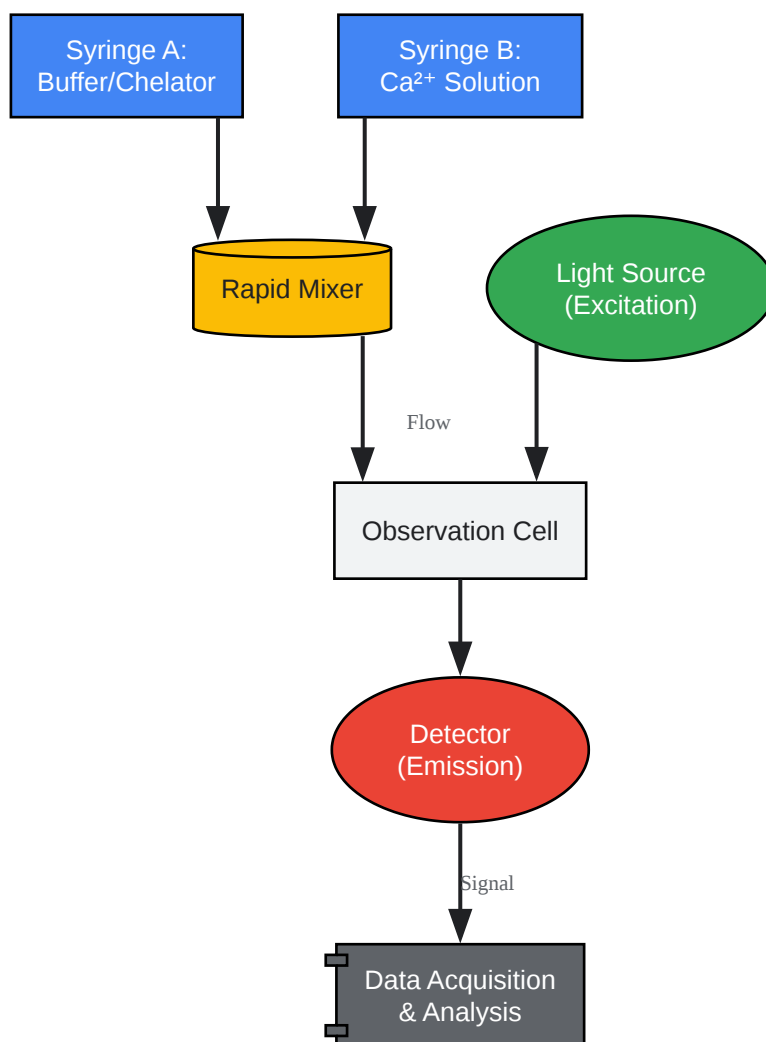 Syringe A:
Buffer/Chelator
Syringe B:
Ca²⁺ Solution
Rapid Mixer
Light Source
(Excitation)
Flow
Observation Cell
Detector
(Emission)
Signal
Data Acquisition
& Analysis